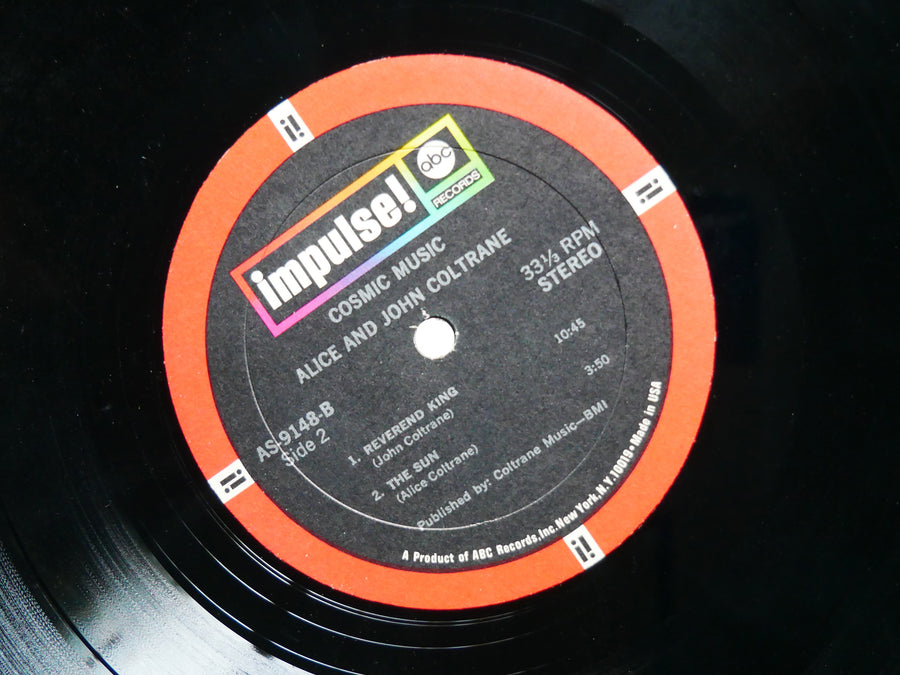 impulse!
abc
RECORDS
COSMIC MUSIC
ALICE AND JOHN COLTRANE
33⅓ RPM
STEREO
AS-9148-B
Side 2
1. REVEREND KING 10:45
(John Coltrane)
2. THE SUN 3:50
(Alice Coltrane)
Published by: Coltrane Music—BMI
A Product of ABC Records,Inc.New York,N.Y.10019•Made in USA
i!
i!
i!
i!